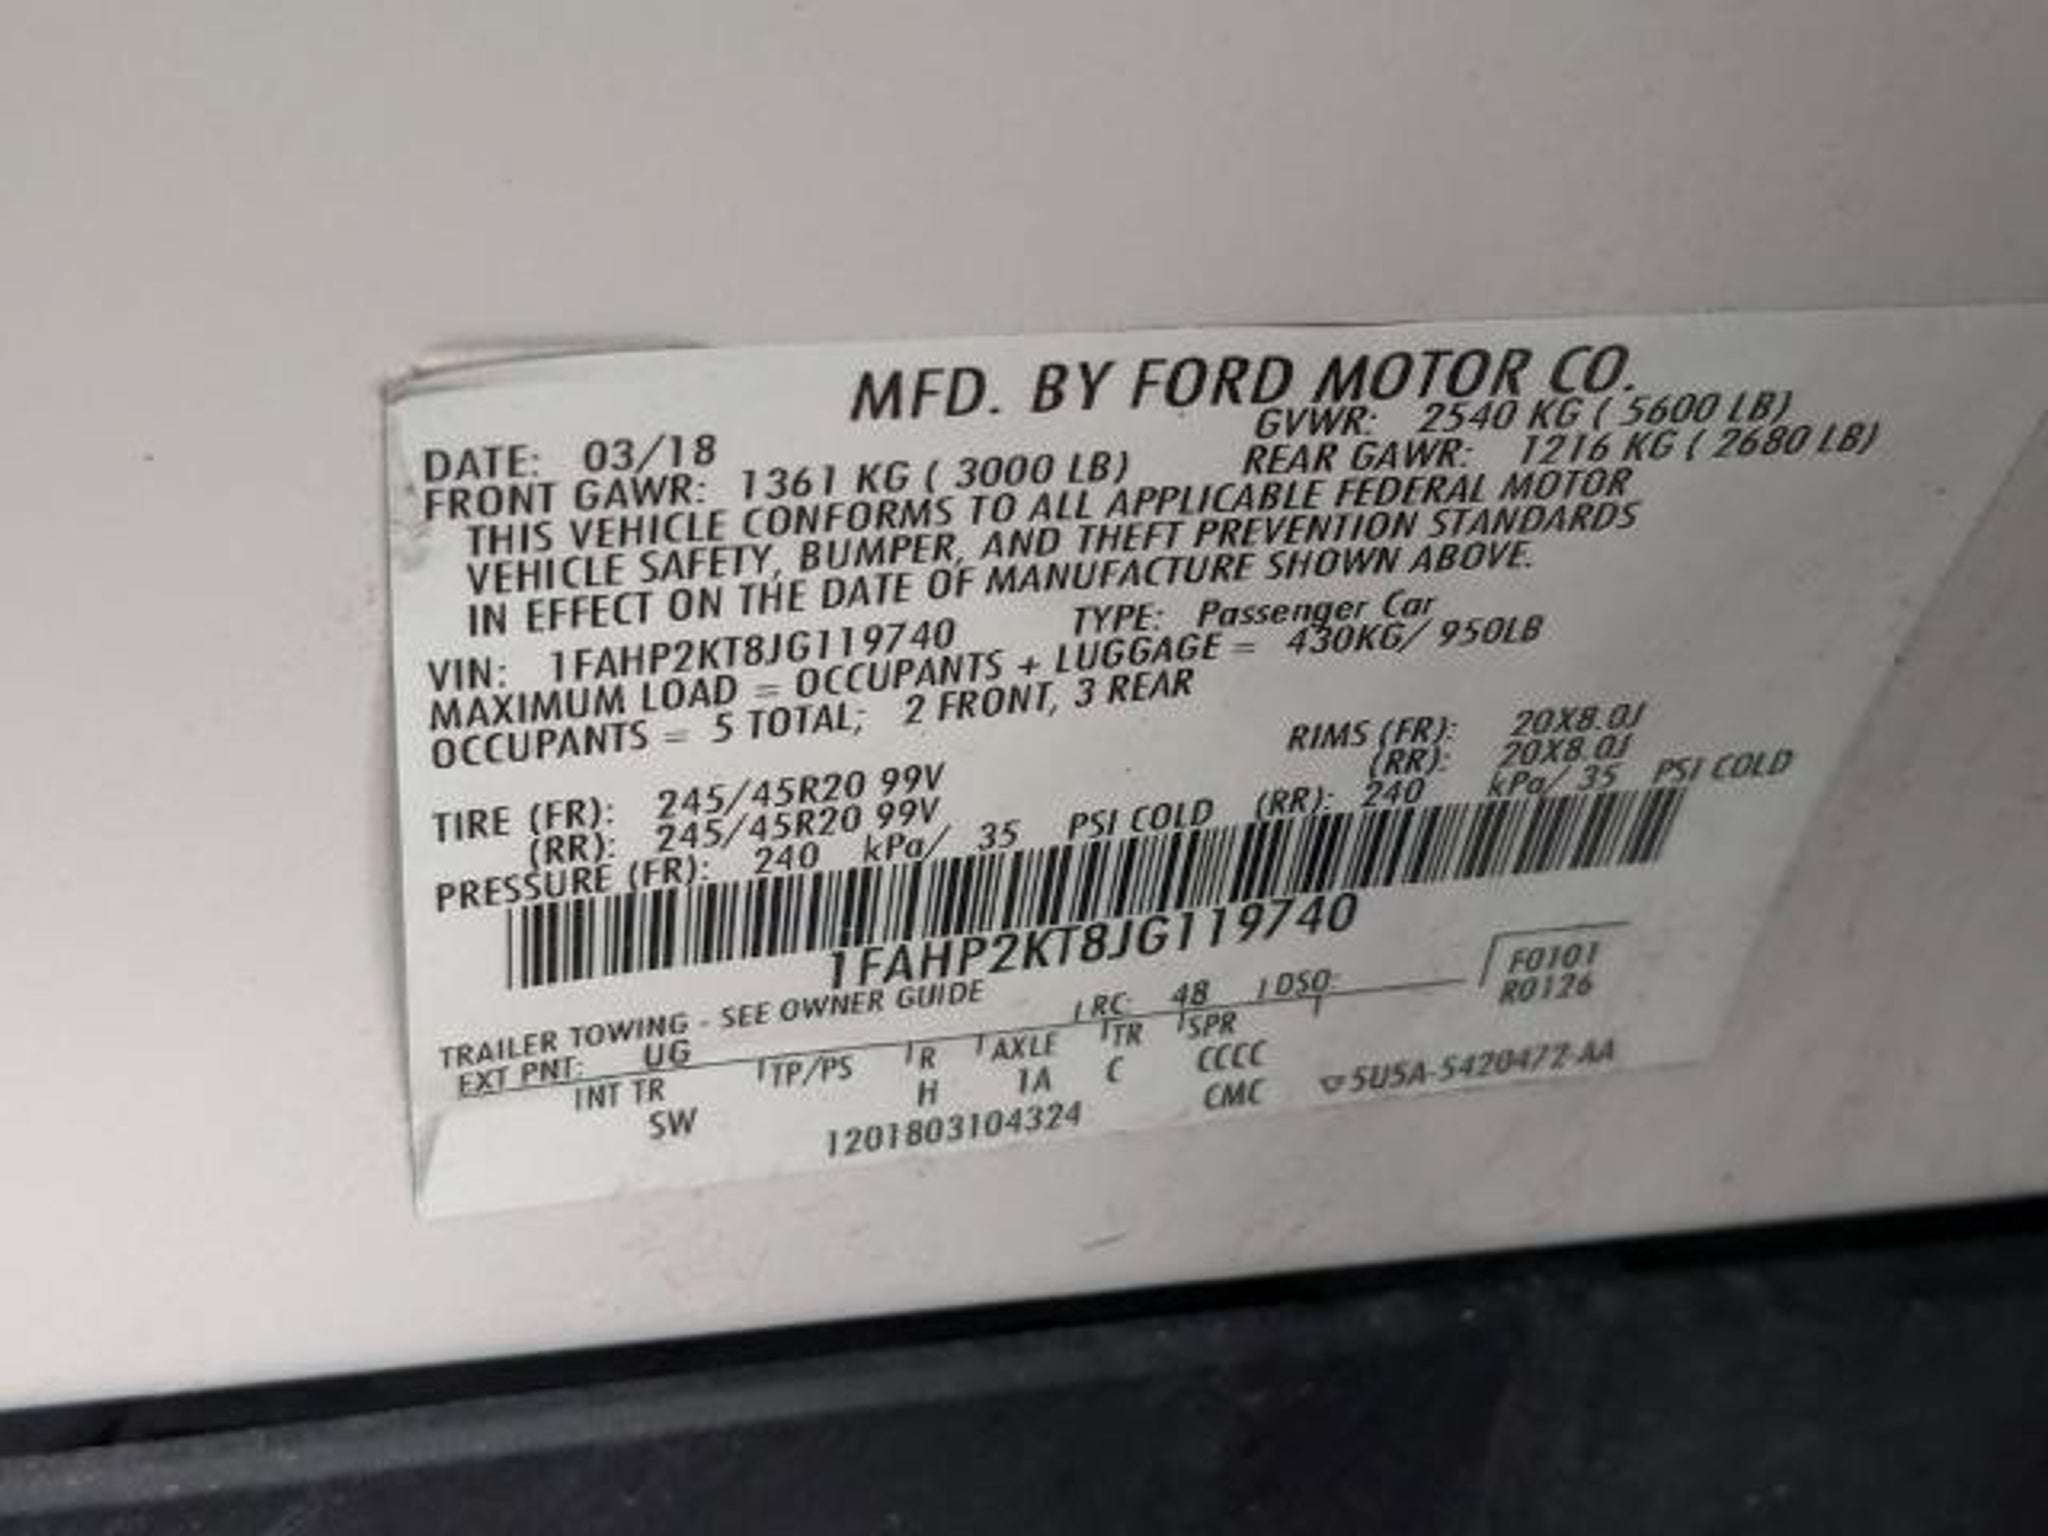 MFD. BY FORD MOTOR CO.
DATE: 03/18 GVWR: 2540 KG ( 5600 LB)
FRONT GAWR: 1361 KG ( 3000 LB) REAR GAWR: 1216 KG ( 2680 LB)
THIS VEHICLE CONFORMS TO ALL APPLICABLE FEDERAL MOTOR
VEHICLE SAFETY, BUMPER, AND THEFT PREVENTION STANDARDS
IN EFFECT ON THE DATE OF MANUFACTURE SHOWN ABOVE.
VIN: 1FAHP2KT8JG119740 TYPE: Passenger Car
MAXIMUM LOAD = OCCUPANTS + LUGGAGE = 430KG/ 950LB
OCCUPANTS = 5 TOTAL; 2 FRONT, 3 REAR
TIRE (FR): 245/45R20 99V RIMS (FR): 20X8.0J
(RR): 245/45R20 99V (RR): 20X8.0J
PRESSURE (FR): 240 kPa/ 35 PSI COLD (RR): 240 kPa/ 35 PSI COLD
1FAHP2KT8JG119740
TRAILER TOWING - SEE OWNER GUIDE
F0101
EXT PNT: UG RC: 48 DSO: R0126
INT TR TP/PS R AXLE TR SPR
SW H 1A C CCCC
1201803104324 CMC 5U5A-5420472-AA